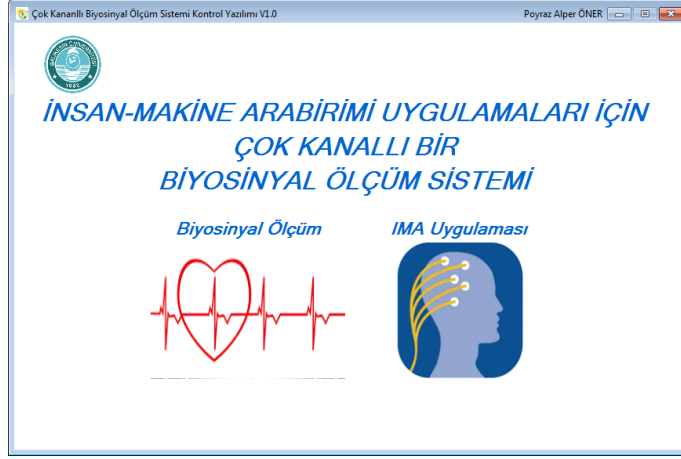 Çok Kananllı Biyosinyal Ölçüm Sistemi Kontrol Yazılımı V1.0
Poyraz Alper ÖNER
İNSAN-MAKİNE ARABİRİMİ UYGULAMALARI İÇİN
ÇOK KANALLI BİR
BİYOSİNYAL ÖLÇÜM SİSTEMİ
Biyosinyal Ölçüm
IMA Uygulaması